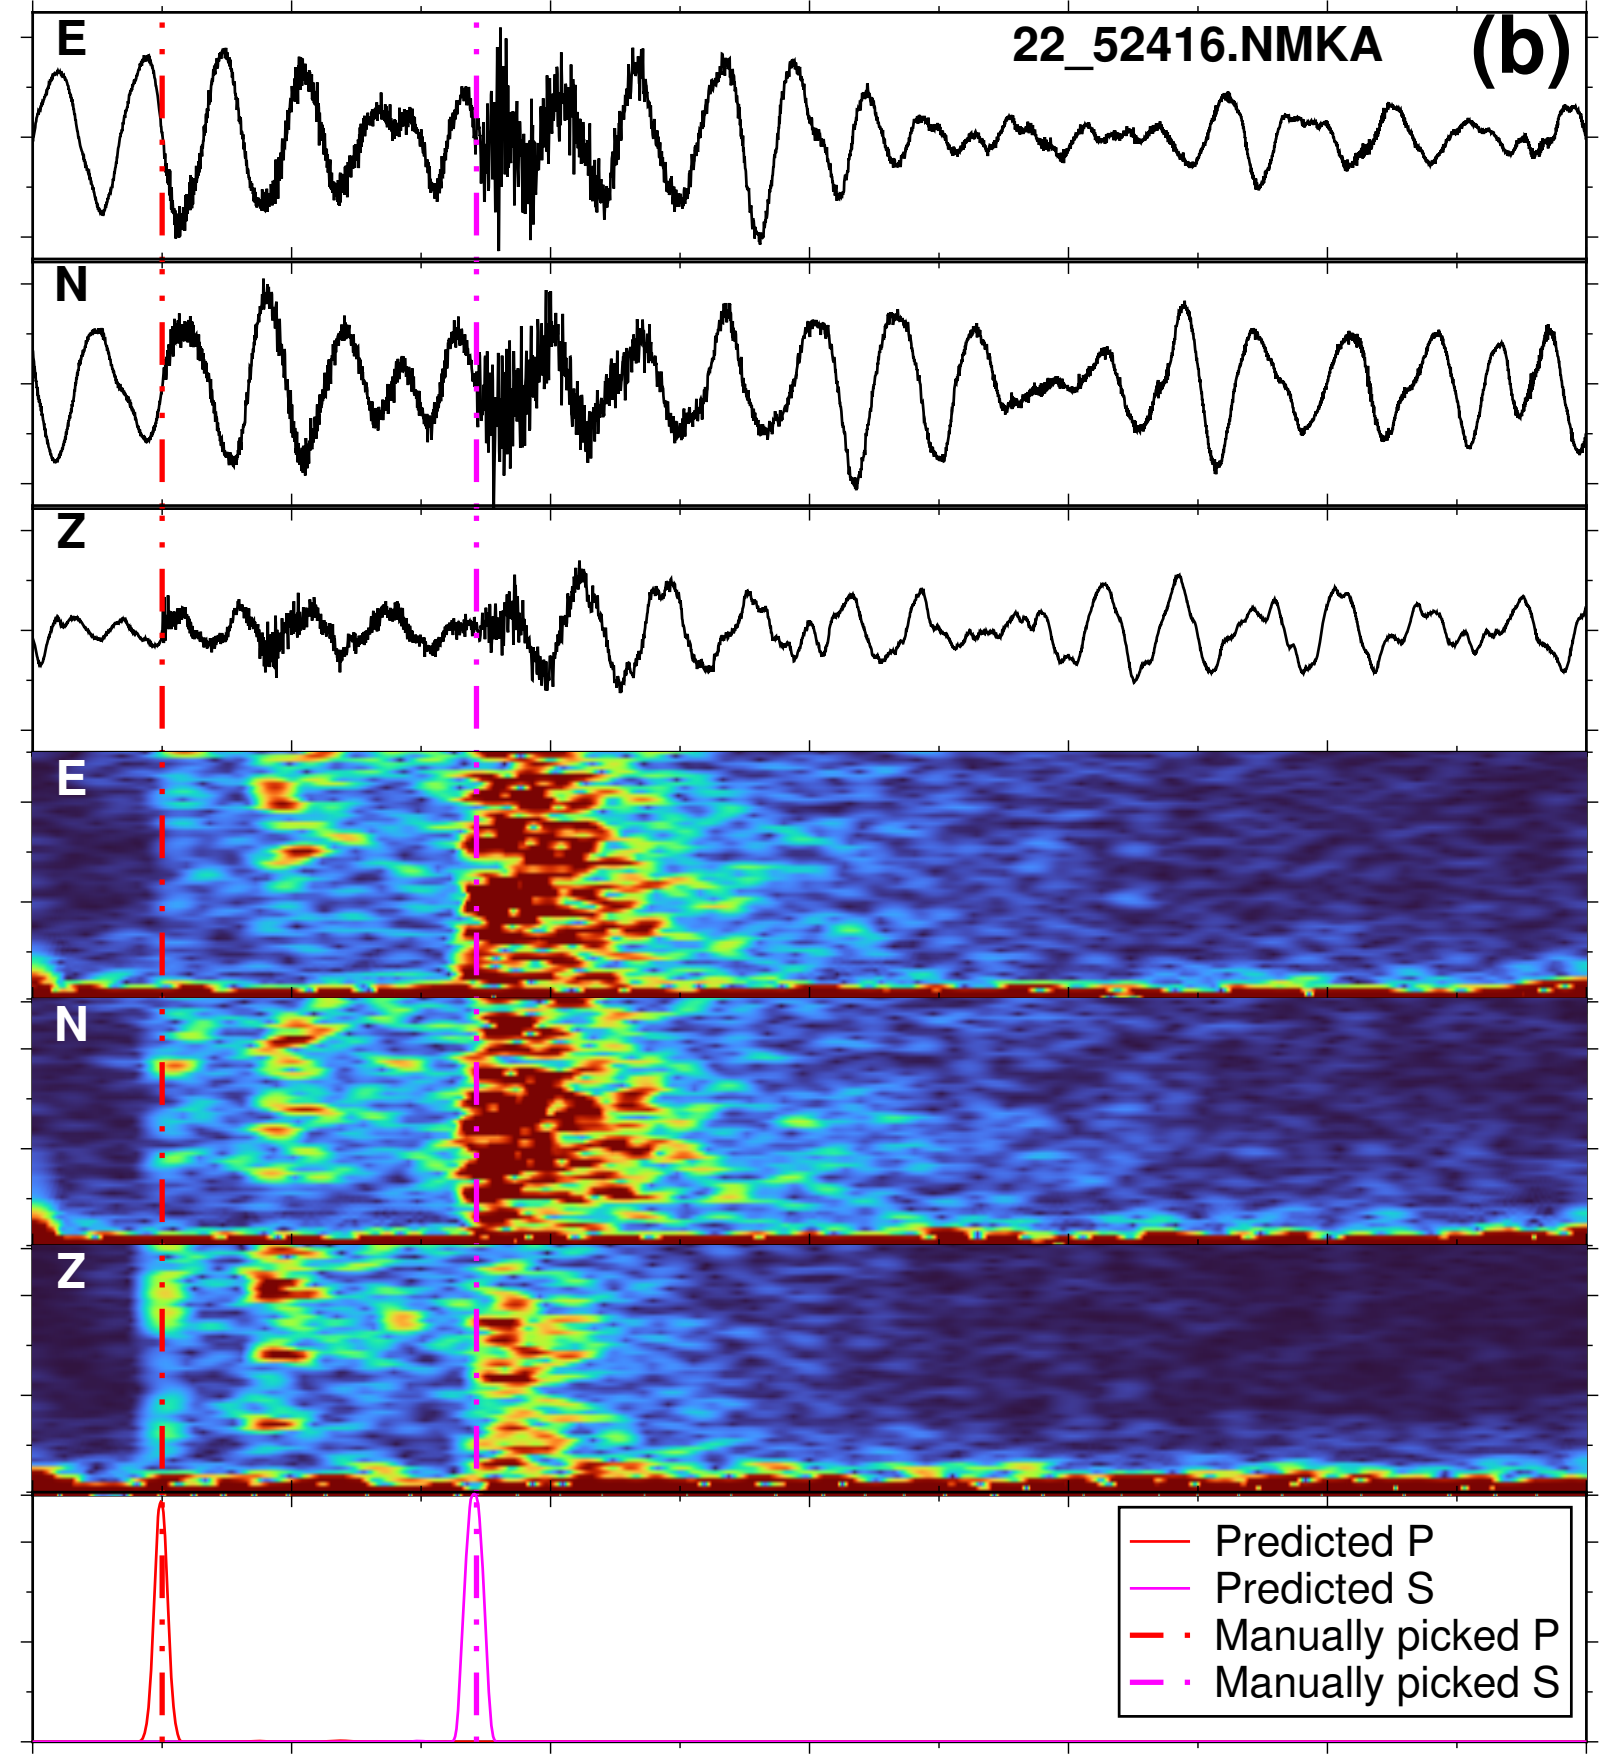 E
22_52416.NMKA
(b)
N
Z
E
N
Z
Predicted P
Predicted S
Manually picked P
Manually picked S